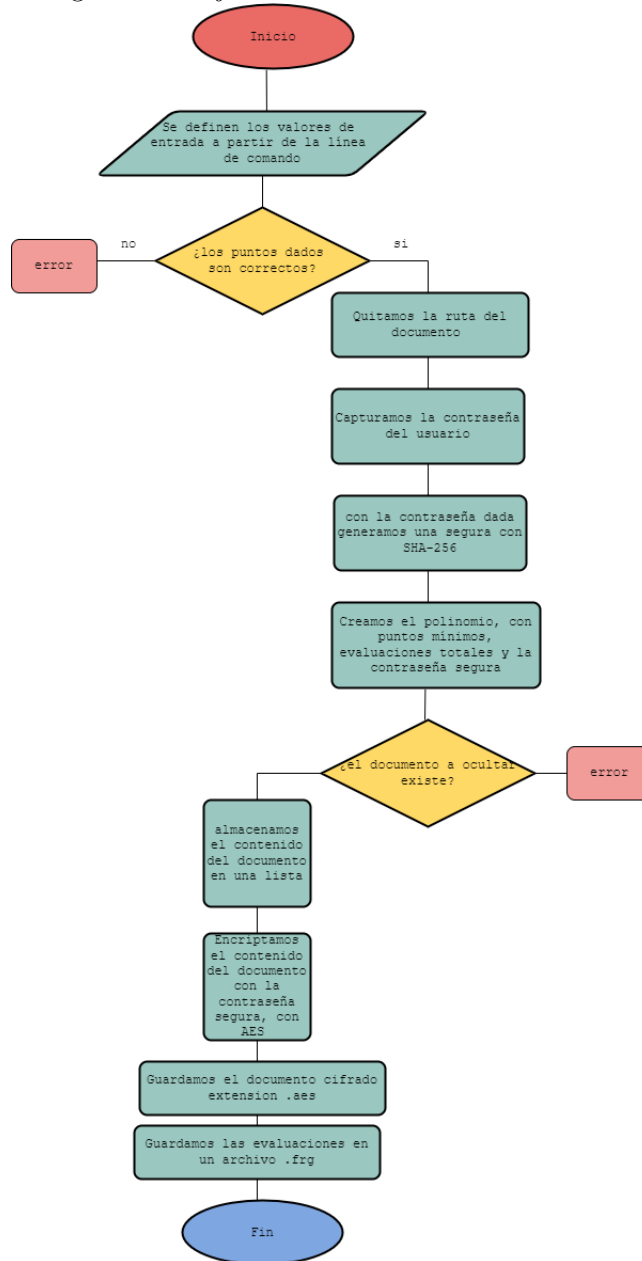 Inicio
Se definen los valores de
entrada a partir de la línea
de comando
¿los puntos dados
son correctos?
no
si
error
Quitamos la ruta del
documento
Capturamos la contraseña
del usuario
con la contraseña dada
generamos una segura con
SHA-256
Creamos el polinomio, con
puntos mínimos,
evaluaciones totales y la
contraseña segura
¿el documento a ocultar
existe?
error
almacenamos
el contenido
del documento
en una lista
Encriptamos
el contenido
del documento
con la
contraseña
segura, con
AES
Guardamos el documento cifrado
extension .aes
Guardamos las evaluaciones en
un archivo .frg
Fin